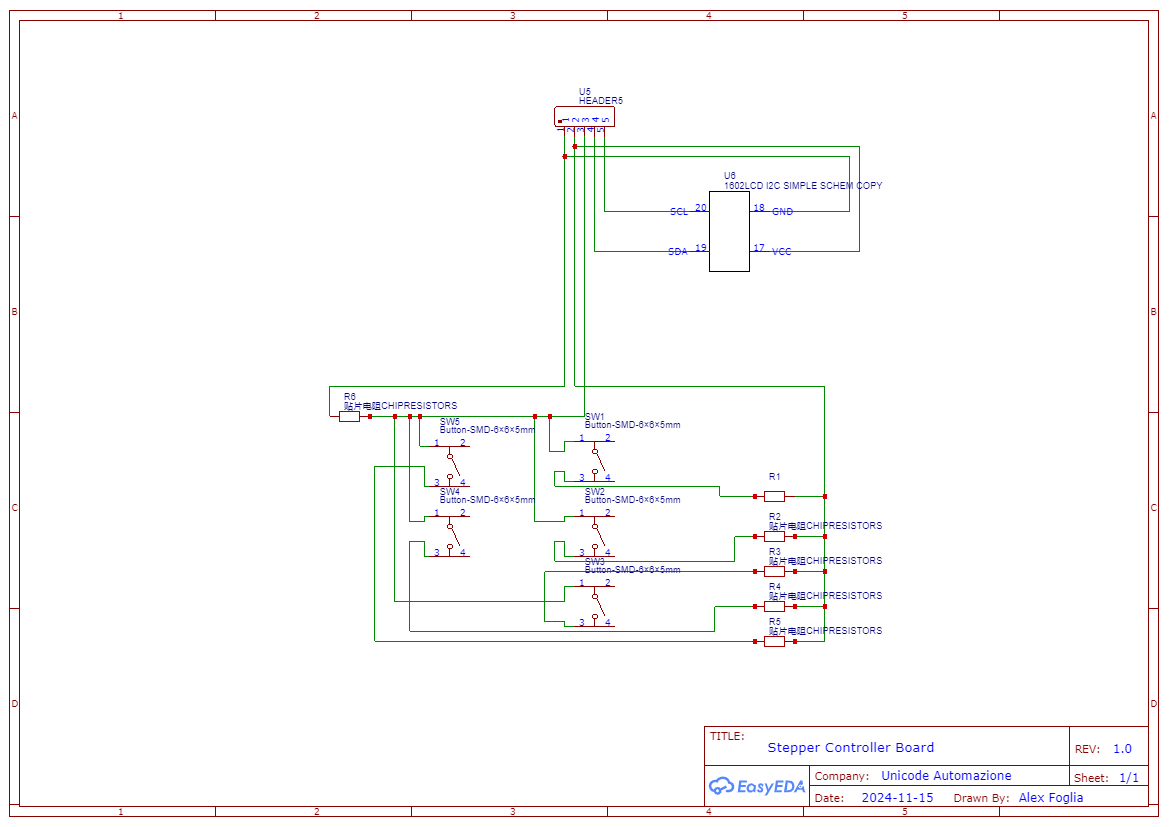 1 2 3 4 5
U5
HEADER5
1 2 3 4 5
1 2 3 4 5
A A
U6
1602LCD I2C SIMPLE SCHEM COPY
SCL 20 18 GND
SDA 19 17 VCC
B B
R6
贴片电阻CHIPRESISTORS
SW5
Button-SMD-6×6×5mm
1 2
3 4
SW1
Button-SMD-6×6×5mm
1 2
3 4
SW4
Button-SMD-6×6×5mm
1 2
3 4
SW2
Button-SMD-6×6×5mm
1 2
3 4
SW3
Button-SMD-6×6×5mm
1 2
3 4
R1
C C
R2
贴片电阻CHIPRESISTORS
R3
贴片电阻CHIPRESISTORS
R4
贴片电阻CHIPRESISTORS
R5
贴片电阻CHIPRESISTORS
D D
TITLE:
Stepper Controller Board
REV: 1.0
EasyEDA
Company: Unicode Automazione
Sheet: 1/1
Date: 2024-11-15 Drawn By: Alex Foglia
1 2 3 4 5